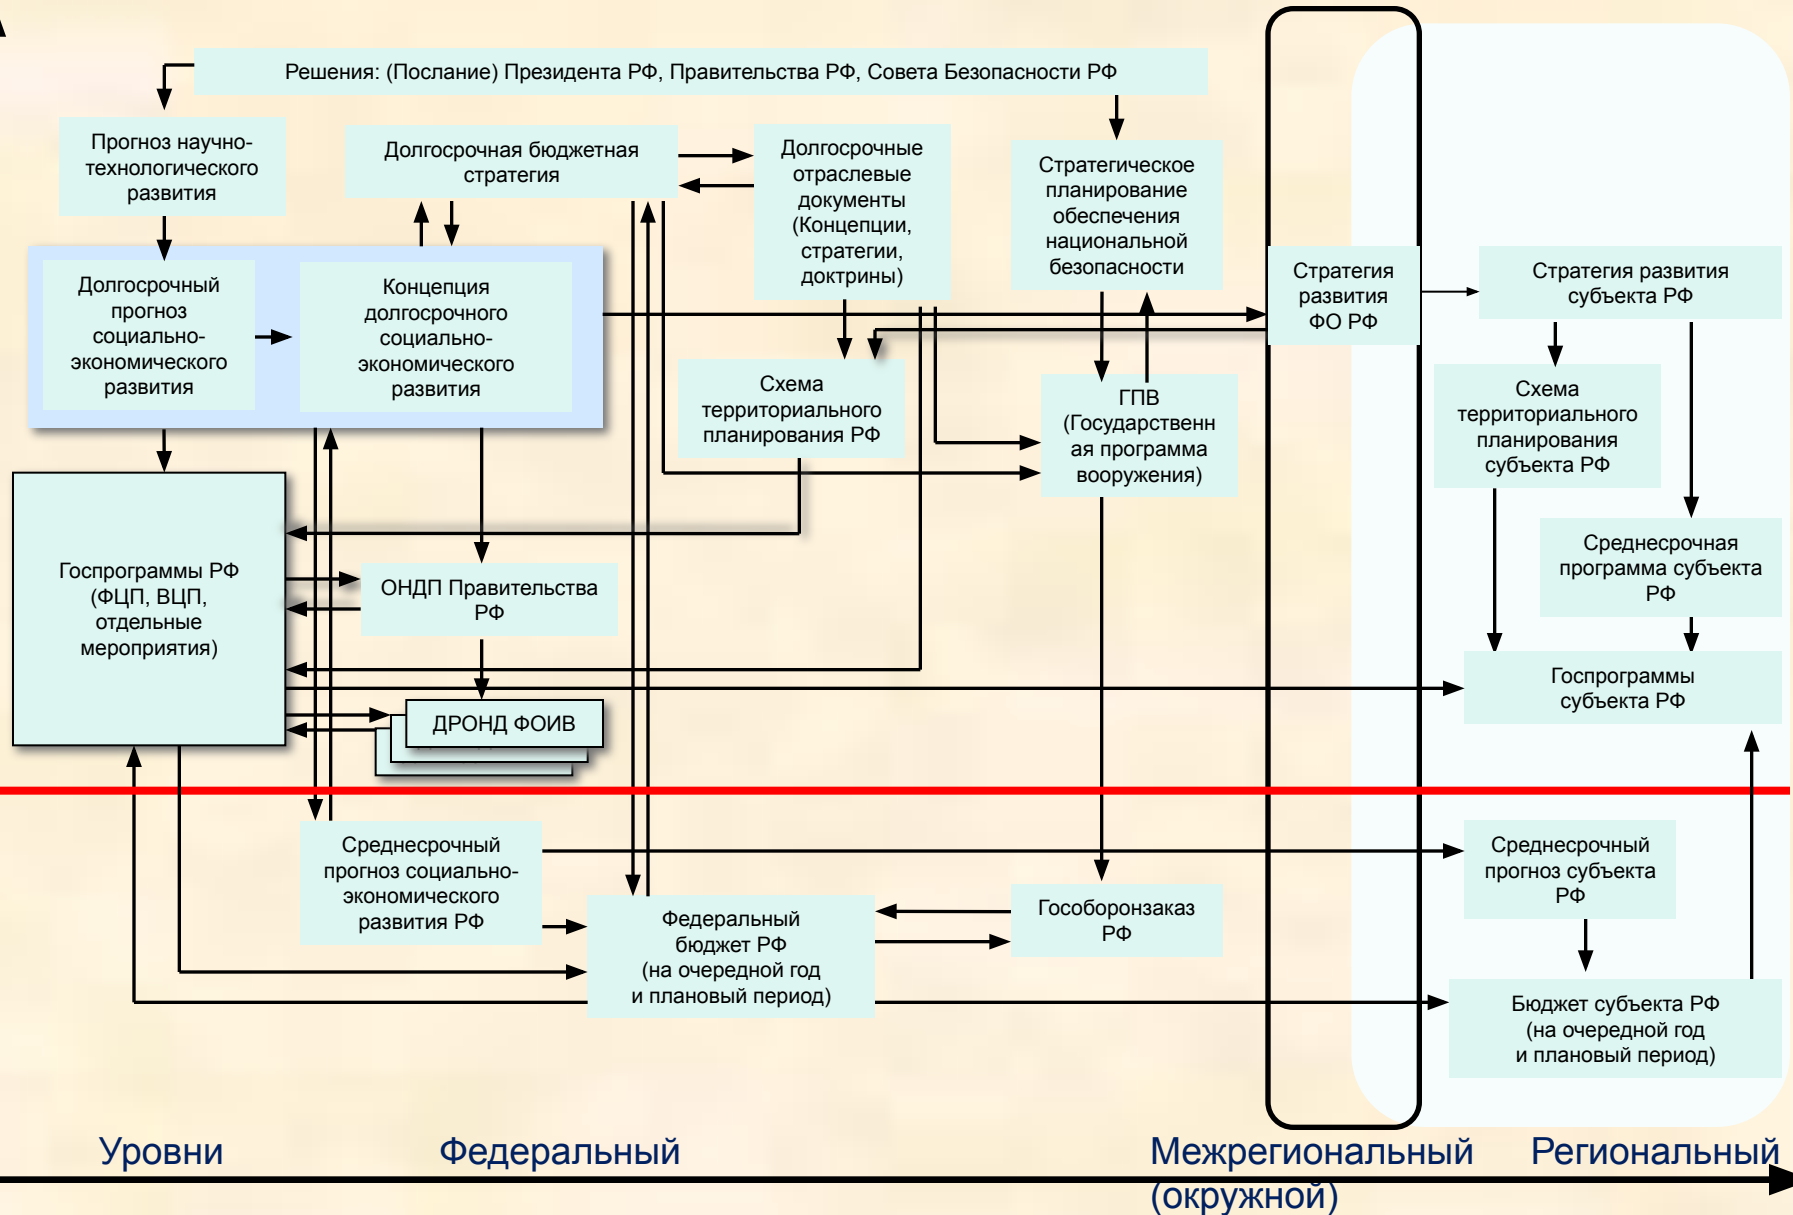 Решения: (Послание) Президента РФ, Правительства РФ, Совета Безопасности РФ
Прогноз научно-
технологического
развития
Долгосрочная бюджетная
стратегия
Долгосрочные
отраслевые
документы
(Концепции,
стратегии,
доктрины)
Стратегическое
планирование
обеспечения
национальной
безопасности
Долгосрочный
прогноз
социально-
экономического
развития
Концепция
долгосрочного
социально-
экономического
развития
Стратегия
развития
ФО РФ
Стратегия развития
субъекта РФ
Схема
территориального
планирования РФ
ГПВ
(Государственн
ая программа
вооружения)
Схема
территориального
планирования
субъекта РФ
Госпрограммы РФ
(ФЦП, ВЦП,
отдельные
мероприятия)
ОНДП Правительства
РФ
Среднесрочная
программа субъекта
РФ
Госпрограммы
субъекта РФ
ДРОНД ФОИВ
Среднесрочный
прогноз социально-
экономического
развития РФ
Федеральный
бюджет РФ
(на очередной год
и плановый период)
Гособоронзаказ
РФ
Среднесрочный
прогноз субъекта
РФ
Бюджет субъекта РФ
(на очередной год
и плановый период)
Уровни
Федеральный
Межрегиональный
(окружной)
Региональный